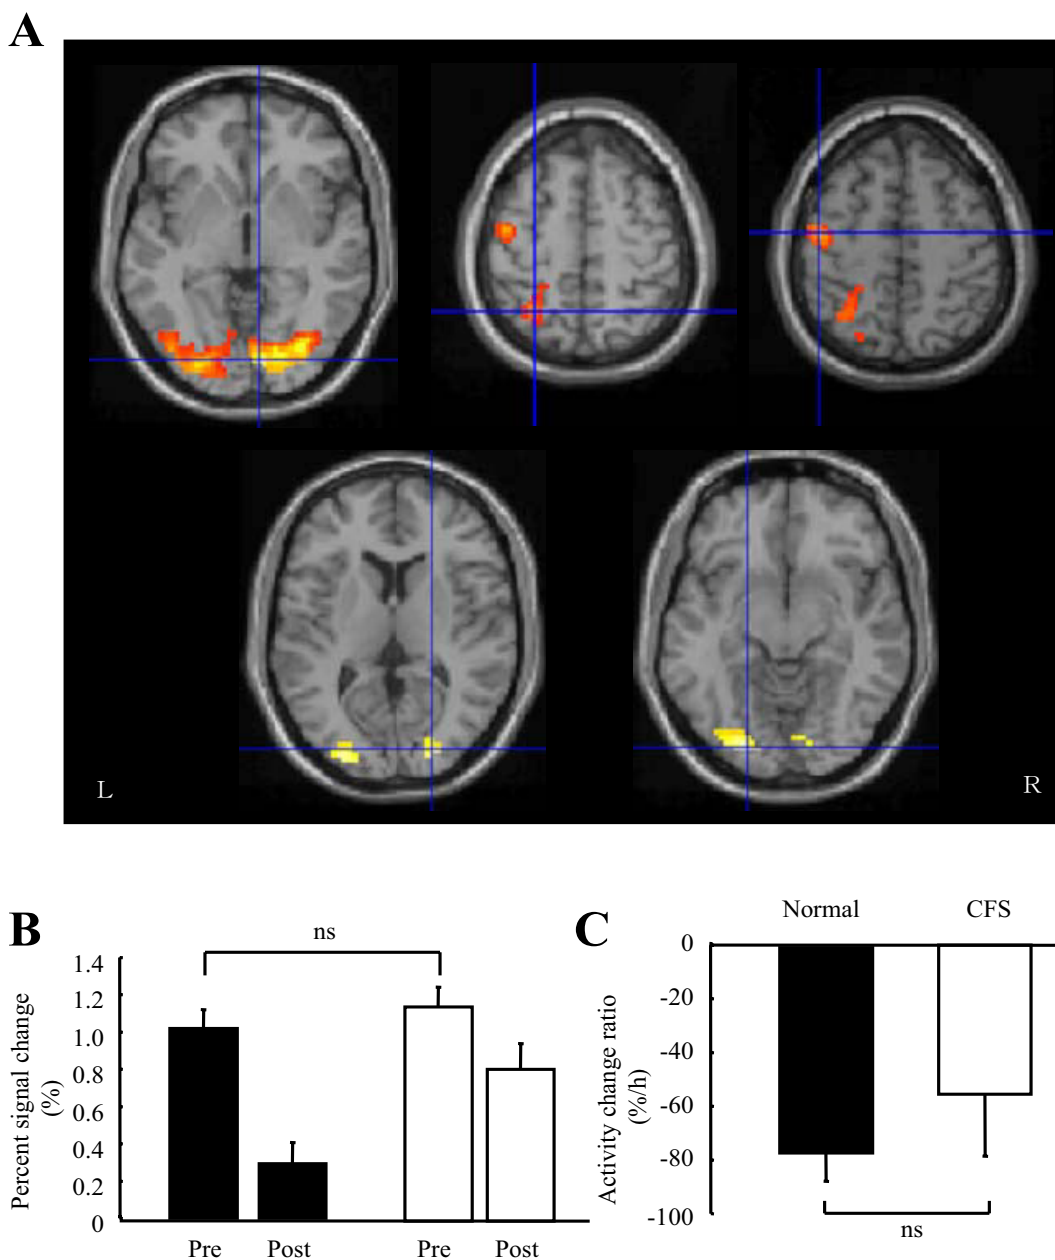 A
L
R
B
ns
Percent signal change
(%)
1.4
1.2
1.0
0.8
0.6
0.4
0.2
0
Pre
Post
Pre
Post
C
Normal
CFS
Activity change ratio
(%/h)
0
-20
-40
-60
-80
-100
ns